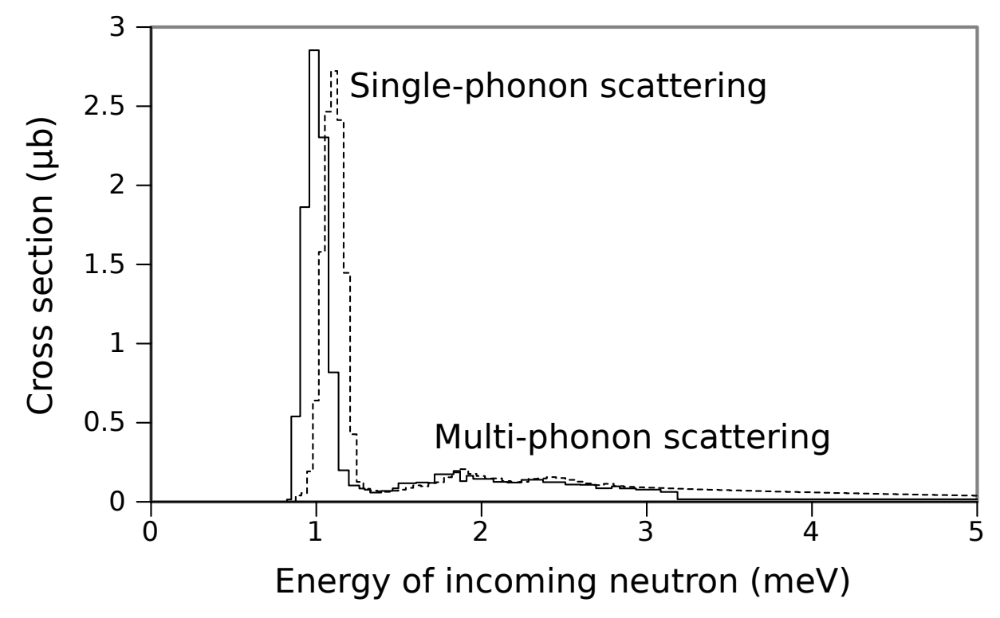 3
Single-phonon scattering
2.5
2
1.5
1
0.5
Multi-phonon scattering
0
Cross section (μb)
0 1 2 3 4 5
Energy of incoming neutron (meV)